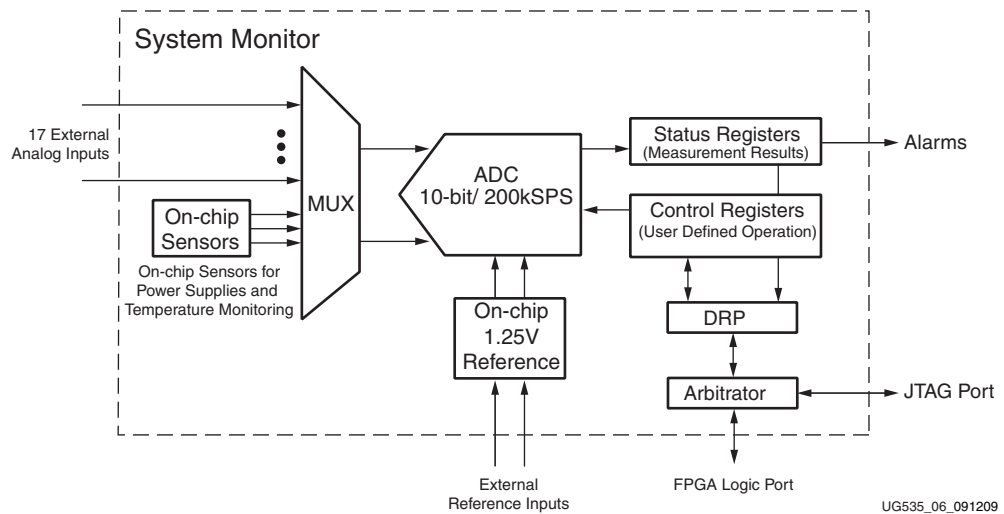 System Monitor
17 External
Analog Inputs
On-chip
Sensors
On-chip Sensors for
Power Supplies and
Temperature Monitoring
MUX
ADC
10-bit/ 200kSPS
On-chip
1.25V
Reference
External
Reference Inputs
Status Registers
(Measurement Results)
Alarms
Control Registers
(User Defined Operation)
DRP
Arbitrator
JTAG Port
FPGA Logic Port
UG535_06_091209